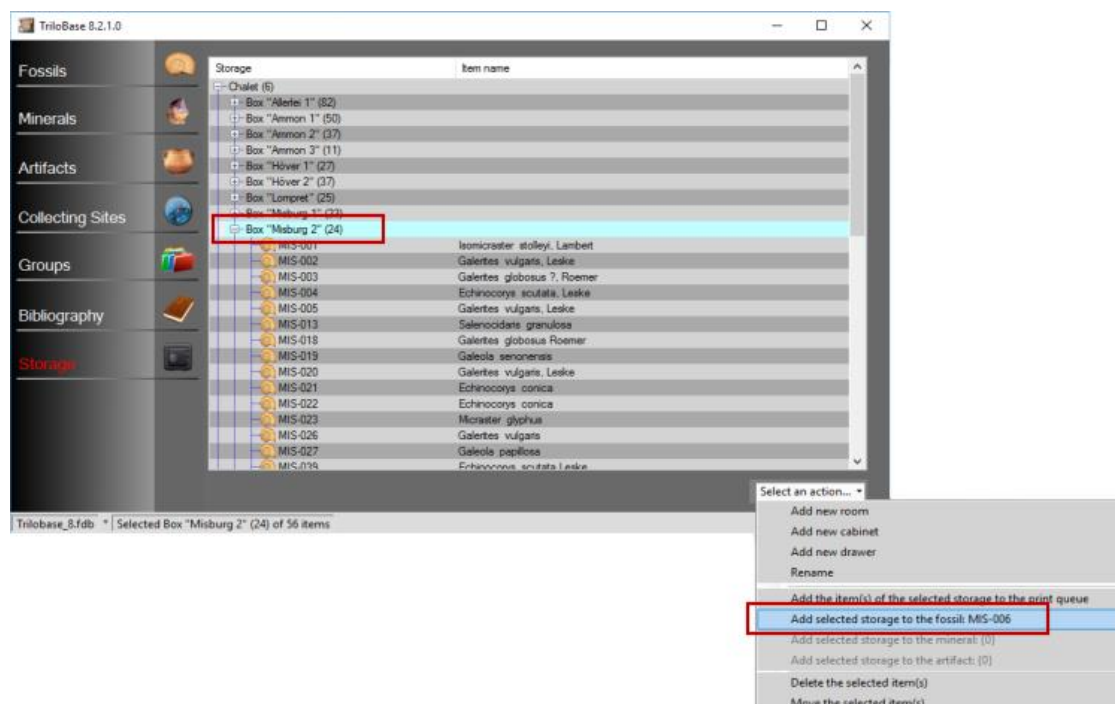 TriloBase 8.2.1.0
Fossils
Minerals
Artifacts
Collecting Sites
Groups
Bibliography
Storage
Storage Item name
Chalet (6)
Box "Allerlei 1" (82)
Box "Ammon 1" (50)
Box "Ammon 2" (37)
Box "Ammon 3" (11)
Box "Höver 1" (27)
Box "Höver 2" (37)
Box "Lompret" (25)
Box "Misburg 1" (23)
Box "Misburg 2" (24)
MIS-001 Isomicraster stolleyi, Lambert
MIS-002 Galerites vulgaris, Leske
MIS-003 Galerites globosus ?, Roemer
MIS-004 Echinocorys scutata, Leske
MIS-005 Galerites vulgaris, Leske
MIS-013 Salenocidaris granulosa
MIS-018 Galerites globosus Roemer
MIS-019 Galeola senonensis
MIS-020 Galerites vulgaris, Leske
MIS-021 Echinocorys conica
MIS-022 Echinocorys conica
MIS-023 Micraster glyphus
MIS-026 Galerites vulgaris
MIS-027 Galeola papillosa
MIS-039 Echinocorys scutata Leske
Select an action...
Trilobase_8.fdb * Selected Box "Misburg 2" (24) of 56 items
Add new room
Add new cabinet
Add new drawer
Rename
Add the item(s) of the selected storage to the print queue
Add selected storage to the fossil: MIS-006
Add selected storage to the mineral: (0)
Add selected storage to the artifact: (0)
Delete the selected item(s)
Move the selected item(s)